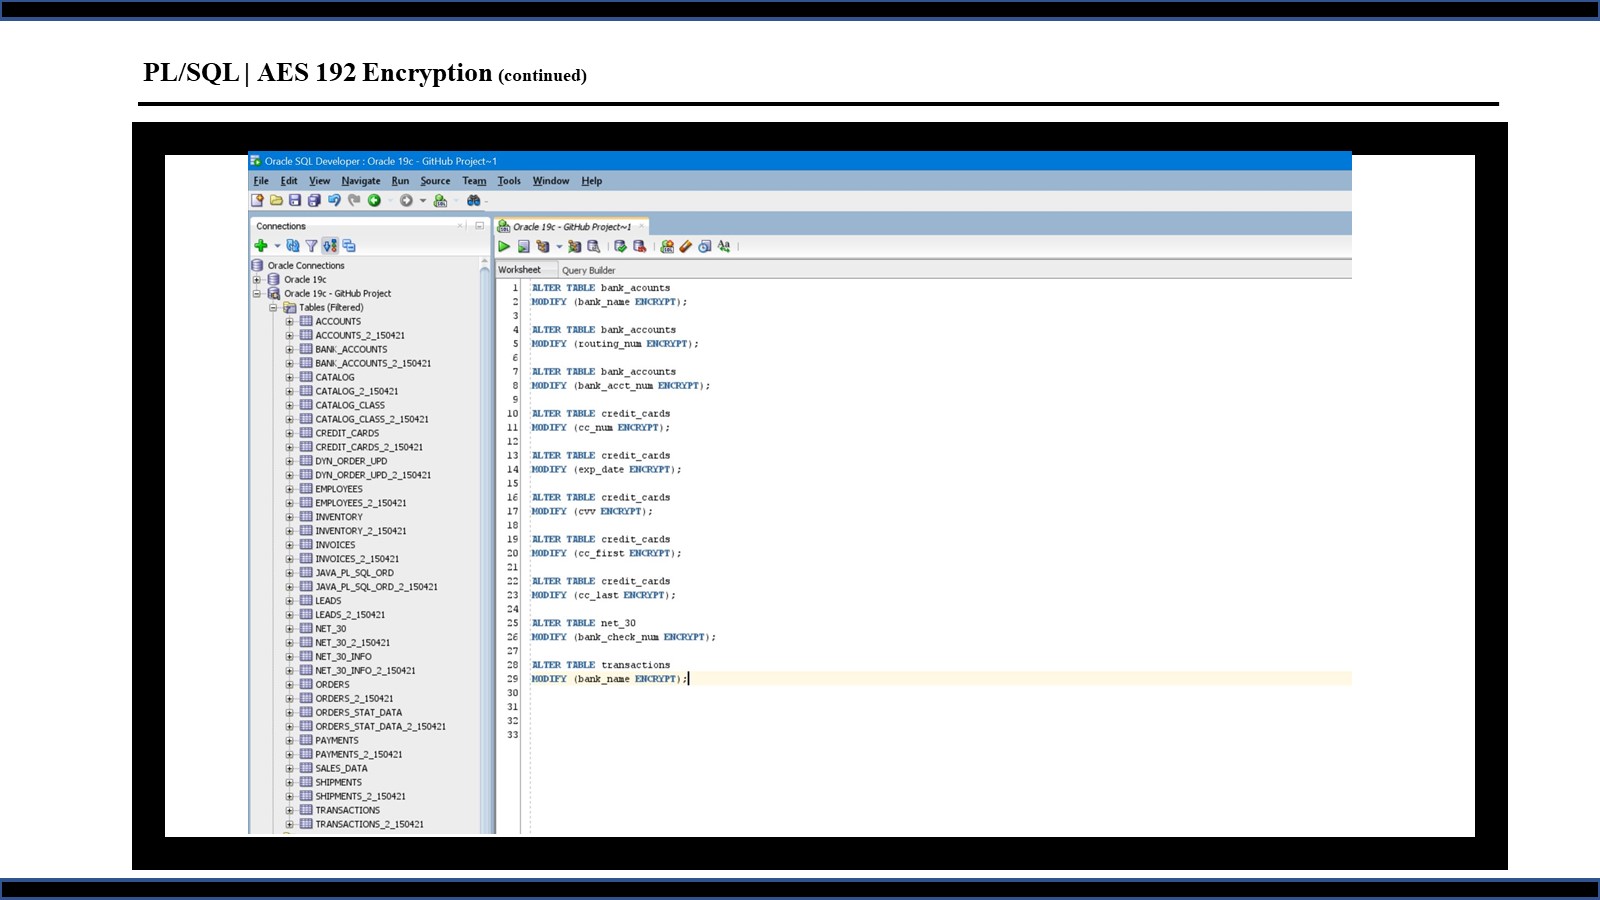 PL/SQL | AES 192 Encryption (continued)
Oracle SQL Developer : Oracle 19c - GitHub Project~1
File Edit View Navigate Run Source Team Tools Window Help
Connections
Oracle Connections
Oracle 19c
Oracle 19c - GitHub Project
Tables (Filtered)
ACCOUNTS
ACCOUNTS_2_150421
BANK_ACCOUNTS
BANK_ACCOUNTS_2_150421
CATALOG
CATALOG_2_150421
CATALOG_CLASS
CATALOG_CLASS_2_150421
CREDIT_CARDS
CREDIT_CARDS_2_150421
DYN_ORDER_UPD
DYN_ORDER_UPD_2_150421
EMPLOYEES
EMPLOYEES_2_150421
INVENTORY
INVENTORY_2_150421
INVOICES
INVOICES_2_150421
JAVA_PL_SQL_ORD
JAVA_PL_SQL_ORD_2_150421
LEADS
LEADS_2_150421
NET_30
NET_30_2_150421
NET_30_INFO
NET_30_INFO_2_150421
ORDERS
ORDERS_2_150421
ORDERS_STAT_DATA
ORDERS_STAT_DATA_2_150421
PAYMENTS
PAYMENTS_2_150421
SALES_DATA
SHIPMENTS
SHIPMENTS_2_150421
TRANSACTIONS
TRANSACTIONS_2_150421
Oracle 19c - GitHub Project~1
Worksheet Query Builder
1 ALTER TABLE bank_acounts
2 MODIFY (bank_name ENCRYPT);
3
4 ALTER TABLE bank_accounts
5 MODIFY (routing_num ENCRYPT);
6
7 ALTER TABLE bank_accounts
8 MODIFY (bank_acct_num ENCRYPT);
9
10 ALTER TABLE credit_cards
11 MODIFY (cc_num ENCRYPT);
12
13 ALTER TABLE credit_cards
14 MODIFY (exp_date ENCRYPT);
15
16 ALTER TABLE credit_cards
17 MODIFY (cvv ENCRYPT);
18
19 ALTER TABLE credit_cards
20 MODIFY (cc_first ENCRYPT);
21
22 ALTER TABLE credit_cards
23 MODIFY (cc_last ENCRYPT);
24
25 ALTER TABLE net_30
26 MODIFY (bank_check_num ENCRYPT);
27
28 ALTER TABLE transactions
29 MODIFY (bank_name ENCRYPT);
30
31
32
33